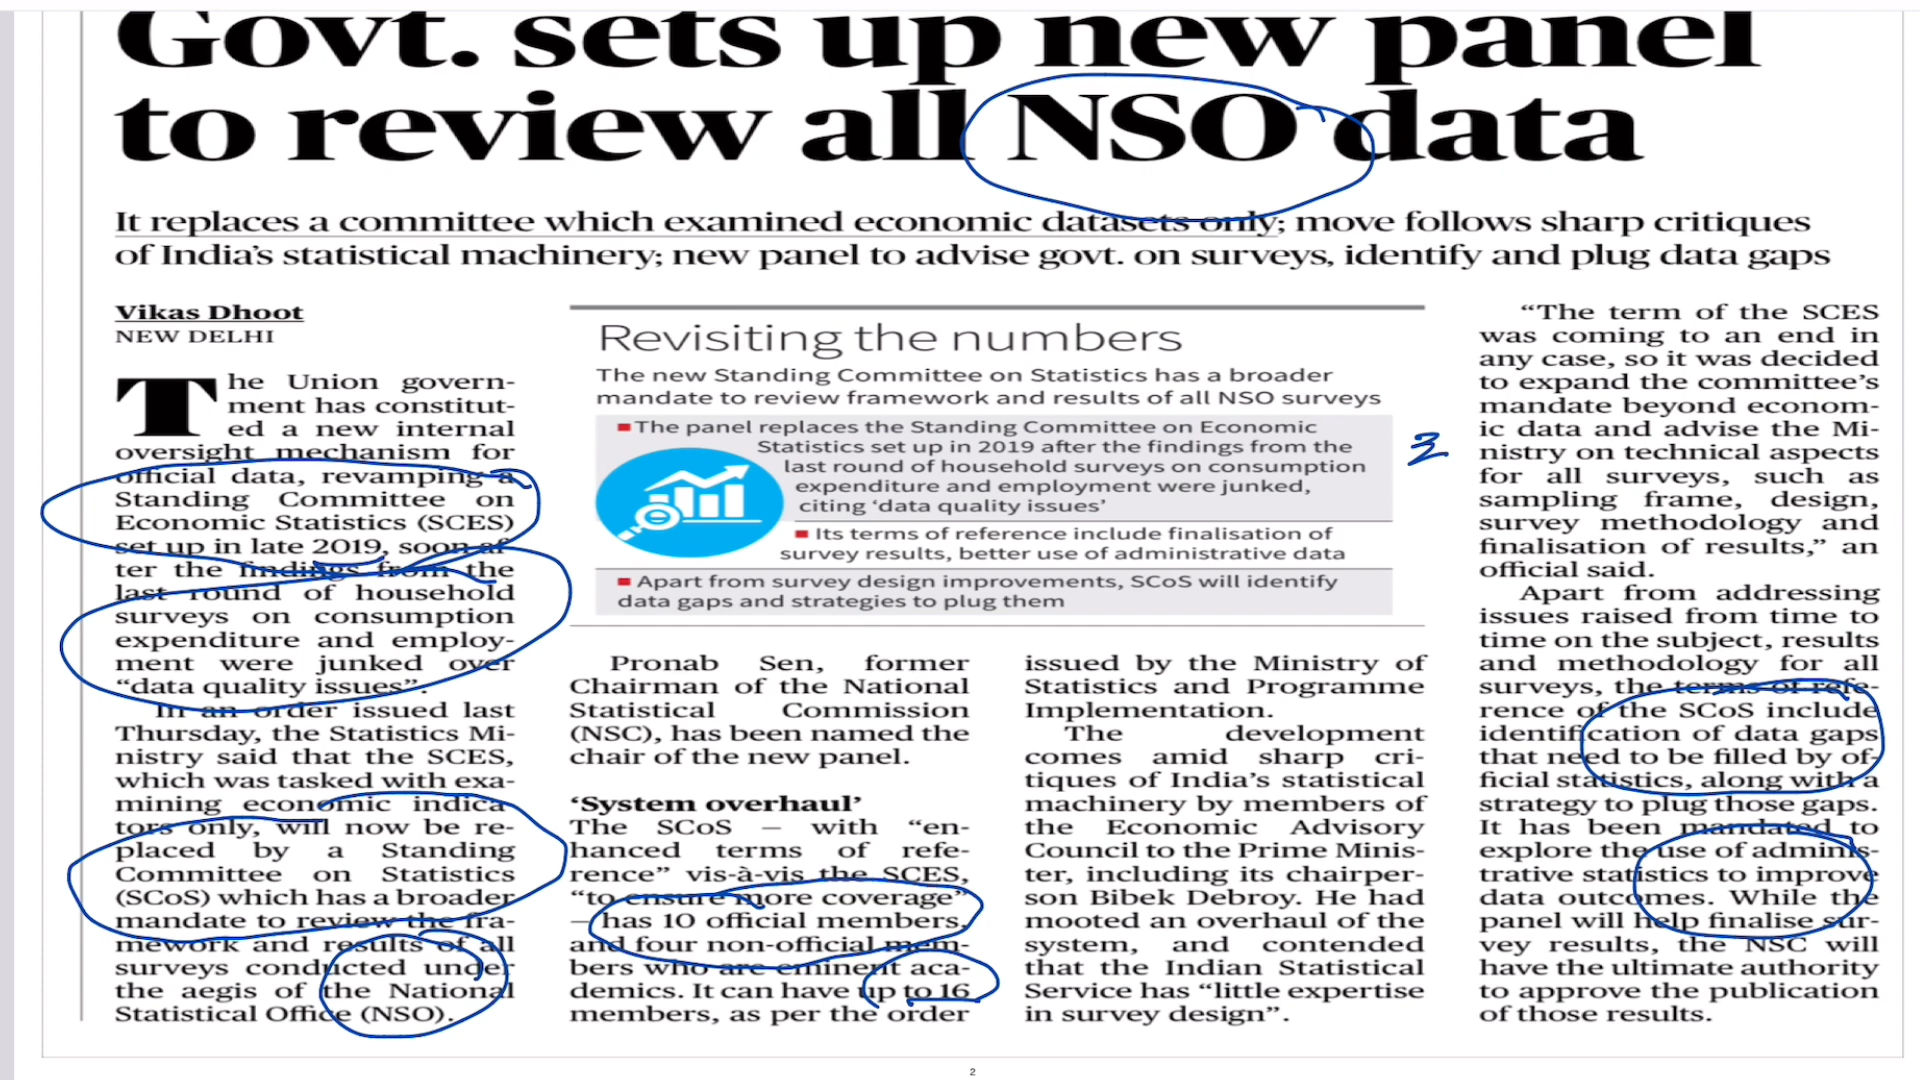 Govt. sets up new panel
to review all NSO data
It replaces a committee which examined economic datasets only; move follows sharp critiques
of India's statistical machinery; new panel to advise govt. on surveys, identify and plug data gaps
Vikas Dhoot
NEW DELHI
The Union govern-
ment has constitut-
ed a new internal
oversight mechanism for
official data, revamping a
Standing Committee on
Economic Statistics (SCES)
set up in late 2019, soon af-
ter the findings from the
last round of household
surveys on consumption
expenditure and employ-
ment were junked over
“data quality issues”.
In an order issued last
Thursday, the Statistics Mi-
nistry said that the SCES,
which was tasked with exa-
mining economic indica-
tors only, will now be re-
placed by a Standing
Committee on Statistics
(SCoS) which has a broader
mandate to review the fra-
mework and results of all
surveys conducted under
the aegis of the National
Statistical Office (NSO).
Revisiting the numbers
The new Standing Committee on Statistics has a broader
mandate to review framework and results of all NSO surveys
The panel replaces the Standing Committee on Economic
Statistics set up in 2019 after the findings from the
last round of household surveys on consumption
expenditure and employment were junked,
citing ‘data quality issues’
Its terms of reference include finalisation of
survey results, better use of administrative data
Apart from survey design improvements, SCoS will identify
data gaps and strategies to plug them
Pronab Sen, former
Chairman of the National
Statistical Commission
(NSC), has been named the
chair of the new panel.
‘System overhaul’
The SCoS — with “en-
hanced terms of refe-
rence” vis-à-vis the SCES,
“to ensure more coverage”
— has 10 official members,
and four non-official mem-
bers who are eminent aca-
demics. It can have up to 16
members, as per the order
issued by the Ministry of
Statistics and Programme
Implementation.
The development
comes amid sharp cri-
tiques of India's statistical
machinery by members of
the Economic Advisory
Council to the Prime Minis-
ter, including its chairper-
son Bibek Debroy. He had
mooted an overhaul of the
system, and contended
that the Indian Statistical
Service has “little expertise
in survey design”.
“The term of the SCES
was coming to an end in
any case, so it was decided
to expand the committee's
mandate beyond econom-
ic data and advise the Mi-
nistry on technical aspects
for all surveys, such as
sampling frame, design,
survey methodology and
finalisation of results,” an
official said.
Apart from addressing
issues raised from time to
time on the subject, results
and methodology for all
surveys, the terms of refe-
rence of the SCoS include
identification of data gaps
that need to be filled by of-
ficial statistics, along with a
strategy to plug those gaps.
It has been mandated to
explore the use of adminis-
trative statistics to improve
data outcomes. While the
panel will help finalise sur-
vey results, the NSC will
have the ultimate authority
to approve the publication
of those results.
2